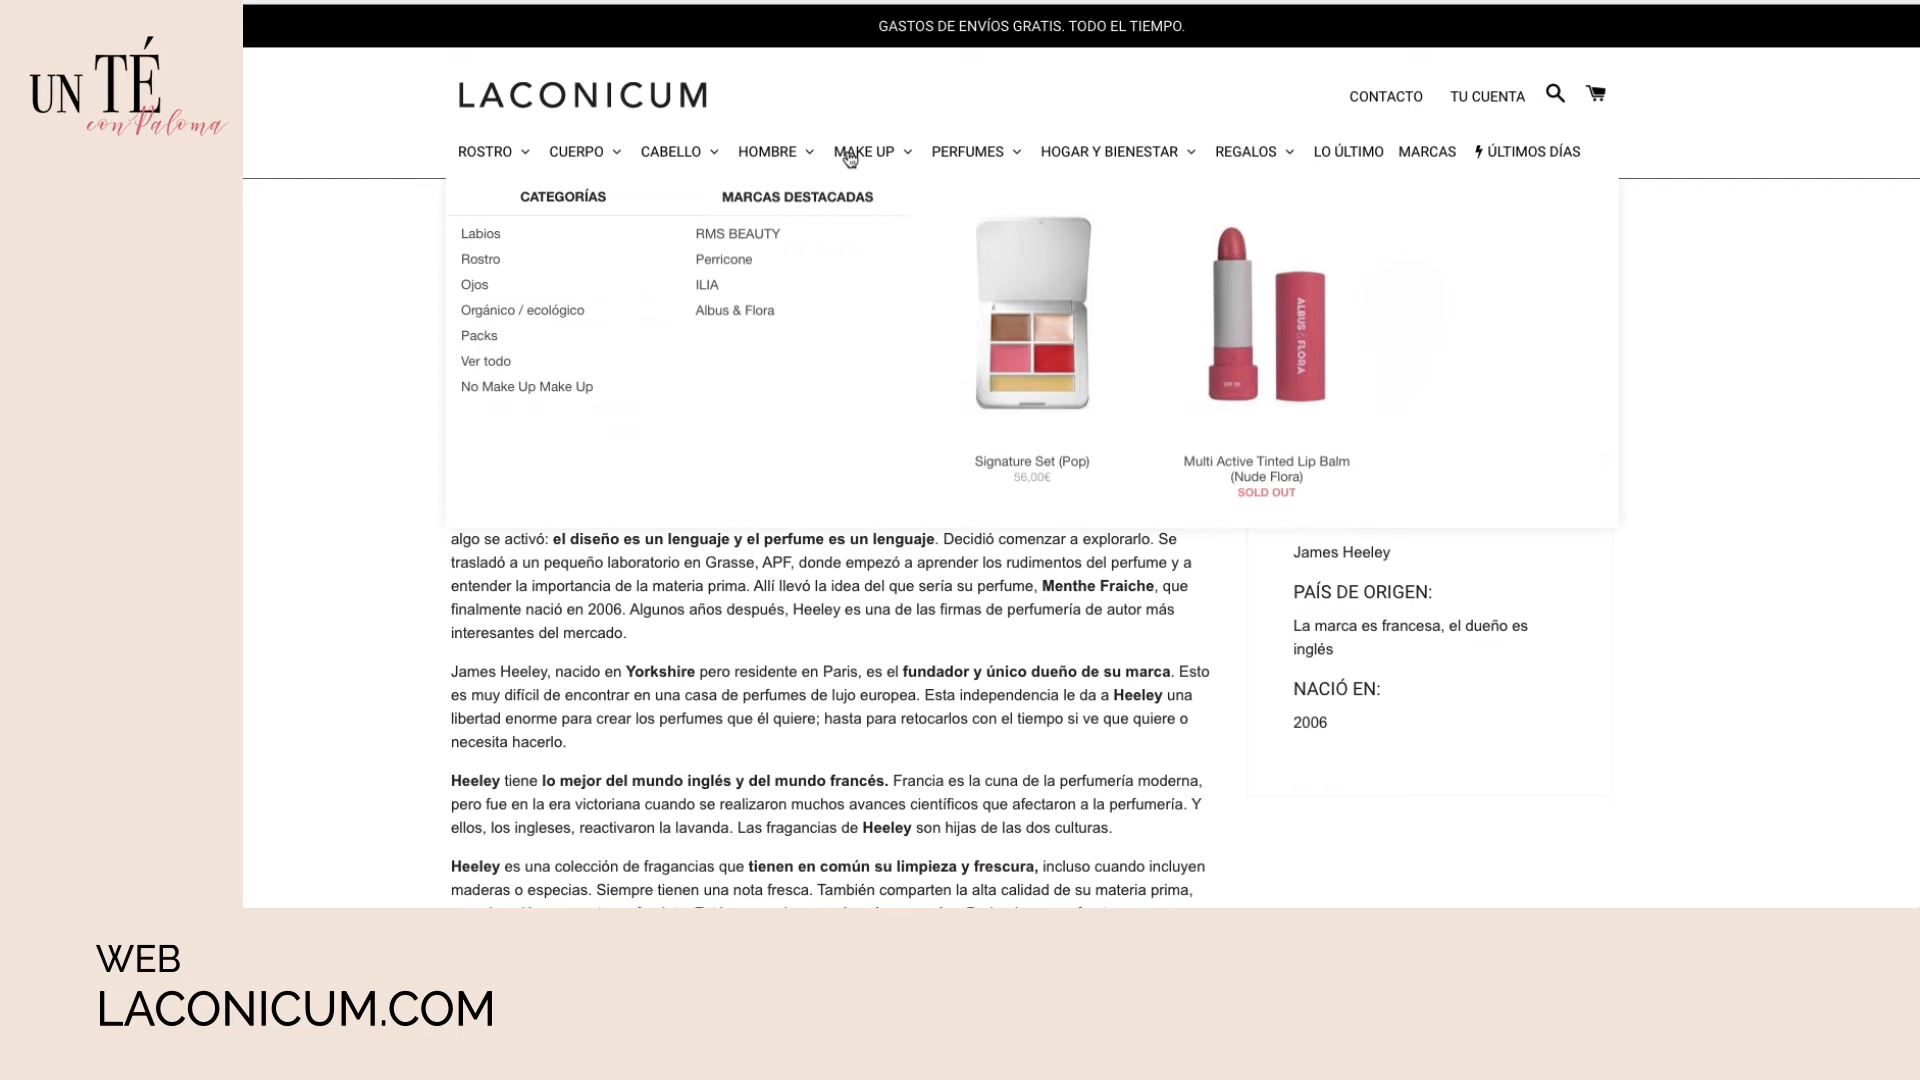 UN TÉ
con Paloma
GASTOS DE ENVÍOS GRATIS. TODO EL TIEMPO.
LACONICUM
CONTACTO TU CUENTA
ROSTRO CUERPO CABELLO HOMBRE MAKE UP PERFUMES HOGAR Y BIENESTAR REGALOS LO ÚLTIMO MARCAS ÚLTIMOS DÍAS
CATEGORÍAS
Labios
Rostro
Ojos
Orgánico / ecológico
Packs
Ver todo
No Make Up Make Up
MARCAS DESTACADAS
RMS BEAUTY
Perricone
ILIA
Albus & Flora
Signature Set (Pop)
56,00€
ALBUS & FLORA
SPF 30
Multi Active Tinted Lip Balm
(Nude Flora)
SOLD OUT
algo se activó: el diseño es un lenguaje y el perfume es un lenguaje. Decidió comenzar a explorarlo. Se
trasladó a un pequeño laboratorio en Grasse, APF, donde empezó a aprender los rudimentos del perfume y a
entender la importancia de la materia prima. Allí llevó la idea del que sería su perfume, Menthe Fraiche, que
finalmente nació en 2006. Algunos años después, Heeley es una de las firmas de perfumería de autor más
interesantes del mercado.
James Heeley, nacido en Yorkshire pero residente en Paris, es el fundador y único dueño de su marca. Esto
es muy difícil de encontrar en una casa de perfumes de lujo europea. Esta independencia le da a Heeley una
libertad enorme para crear los perfumes que él quiere; hasta para retocarlos con el tiempo si ve que quiere o
necesita hacerlo.
Heeley tiene lo mejor del mundo inglés y del mundo francés. Francia es la cuna de la perfumería moderna,
pero fue en la era victoriana cuando se realizaron muchos avances científicos que afectaron a la perfumería. Y
ellos, los ingleses, reactivaron la lavanda. Las fragancias de Heeley son hijas de las dos culturas.
Heeley es una colección de fragancias que tienen en común su limpieza y frescura, incluso cuando incluyen
maderas o especias. Siempre tienen una nota fresca. También comparten la alta calidad de su materia prima,
James Heeley
PAÍS DE ORIGEN:
La marca es francesa, el dueño es
inglés
NACIÓ EN:
2006
WEB
LACONICUM.COM